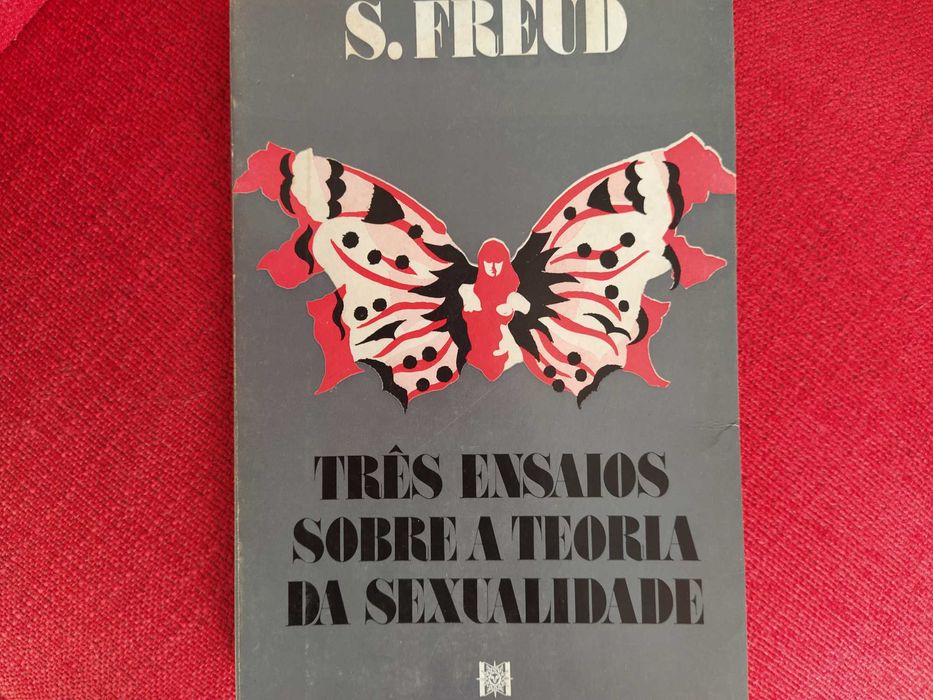 S. FREUD
TRÊS ENSAIOS
SOBRE A TEORIA
DA SEXUALIDADE